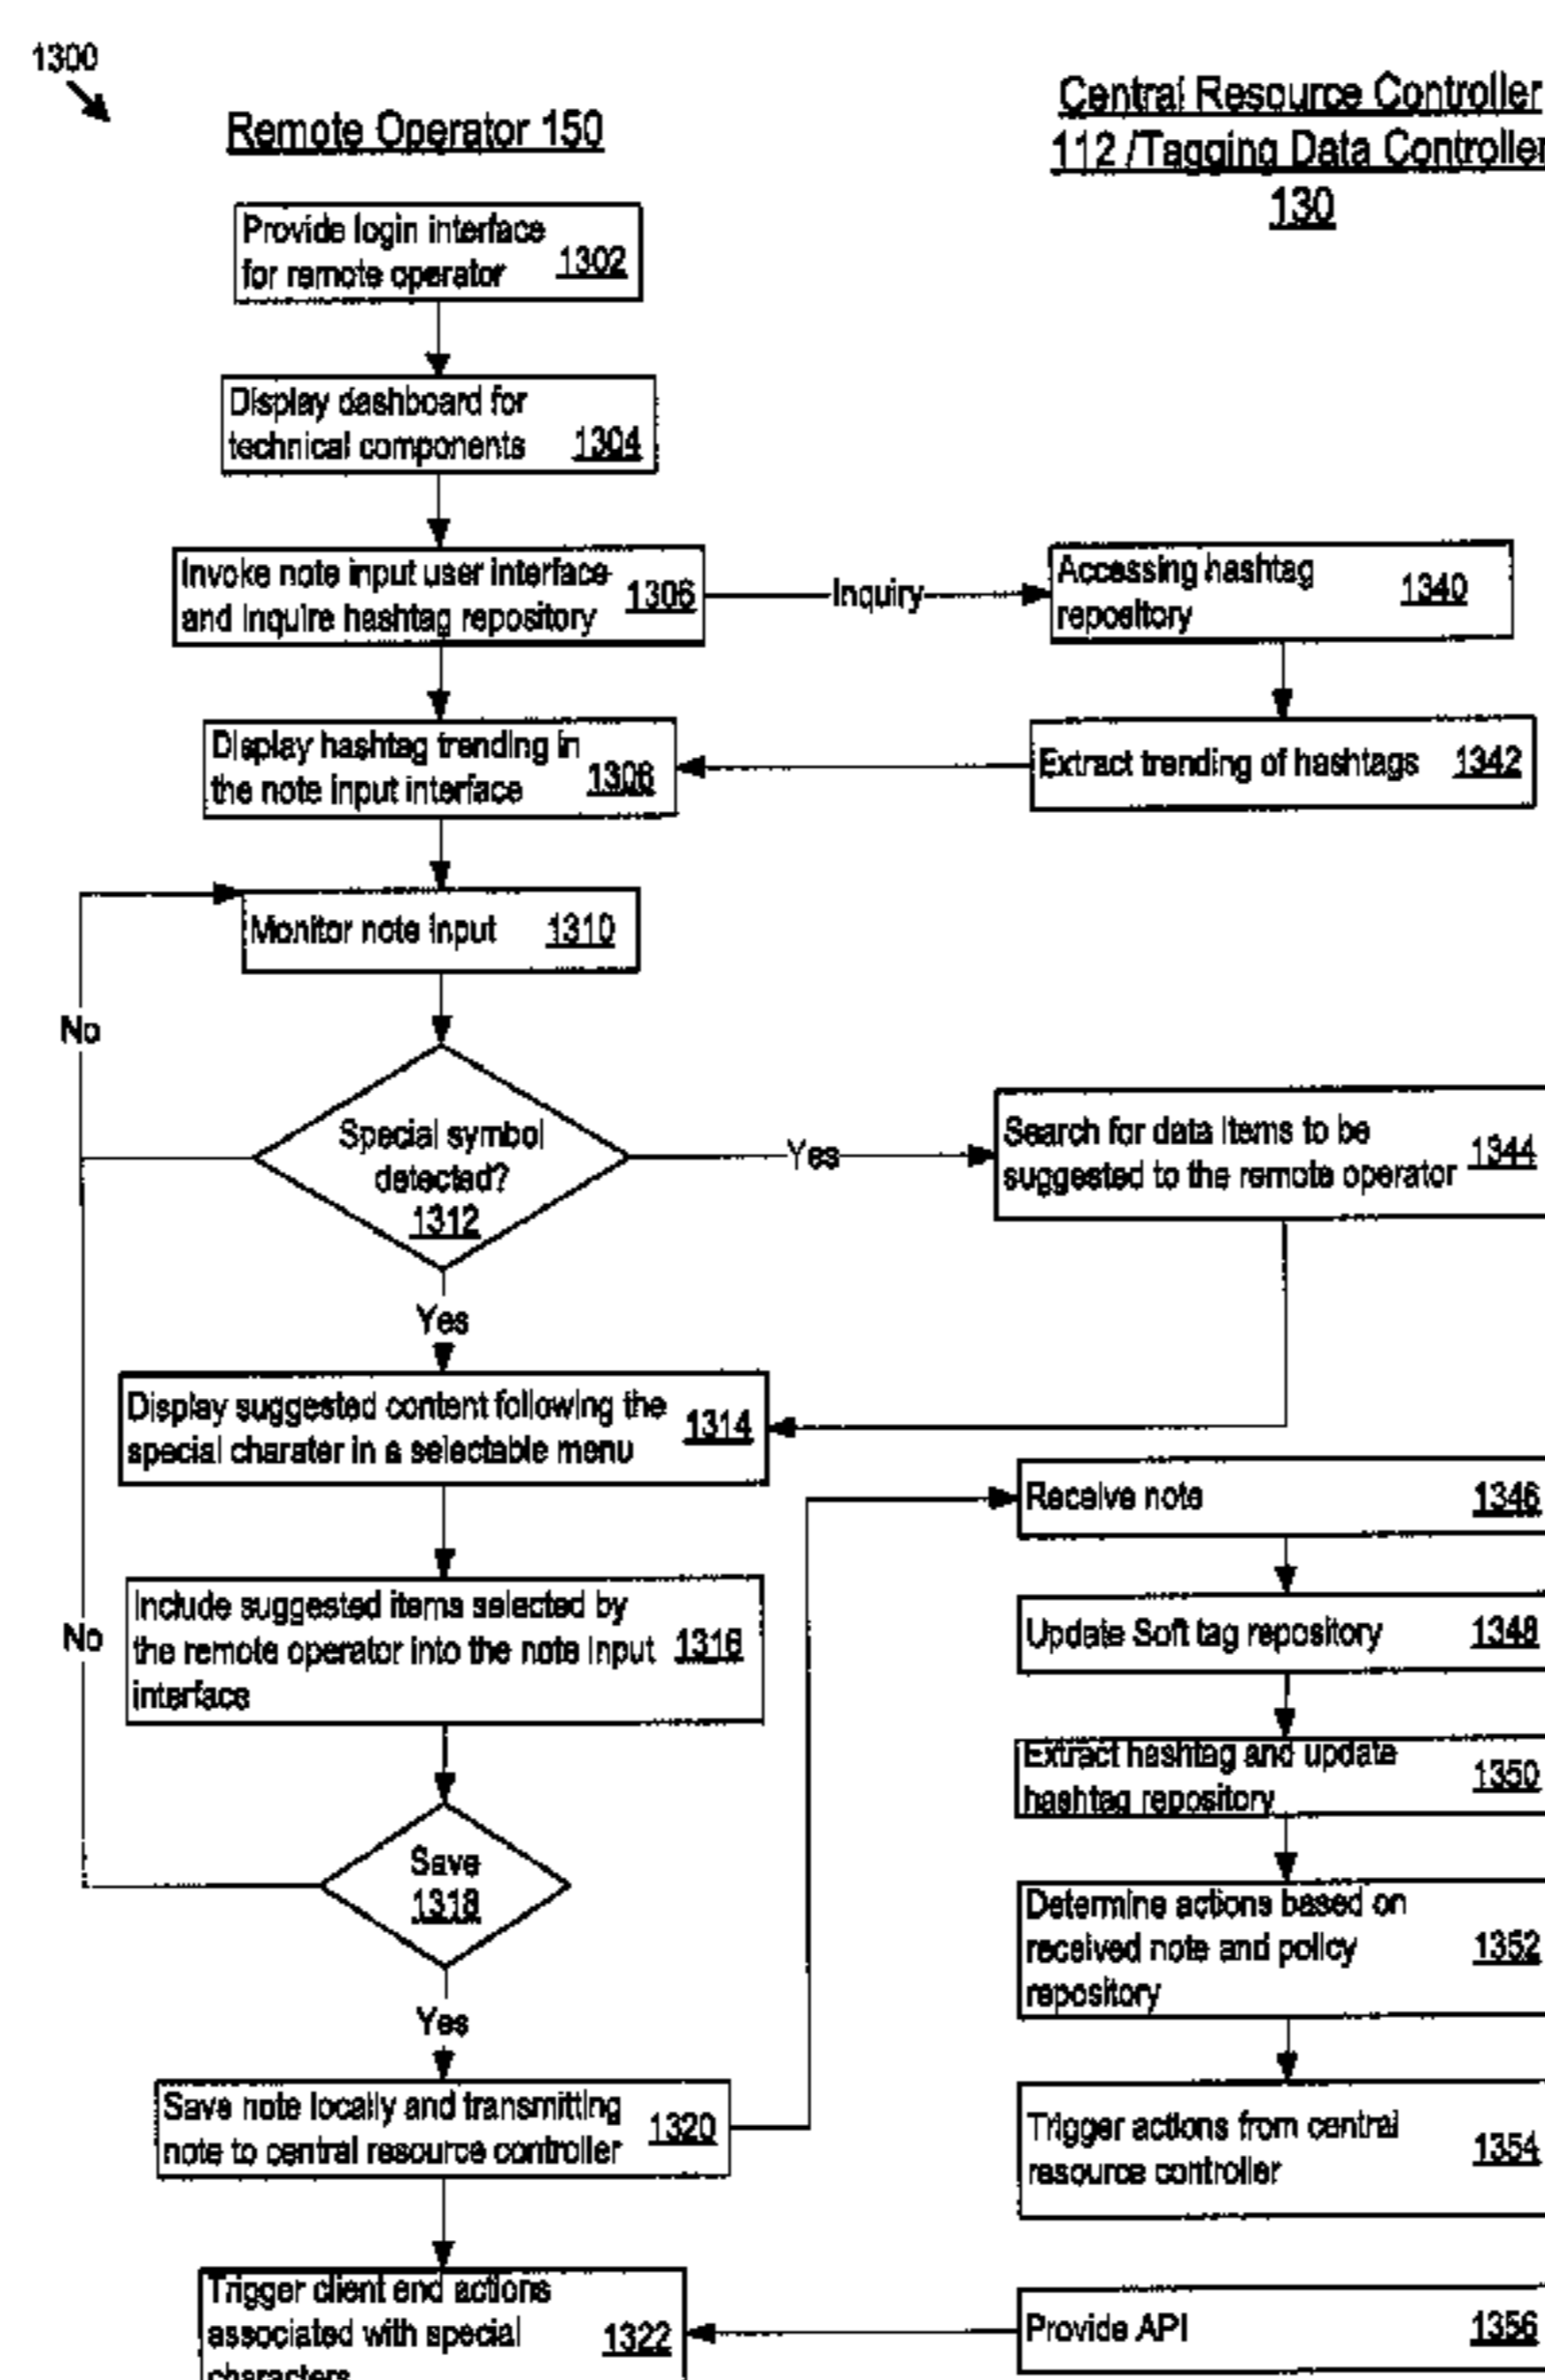 1300
Remote Operator 150
Central Resource Controller
112 /Tagging Data Controller
130
Provide login interface
for remote operator 1302
Display dashboard for
technical components 1304
Invoke note input user interface
and inquire hashtag repository 1306
Inquiry
Accessing hashtag
repository 1340
Display hashtag trending in
the note input interface 1308
Extract trending of hashtags 1342
Monitor note input 1310
No
Special symbol
detected?
1312
Yes
Search for data items to be
suggested to the remote operator 1344
Yes
Display suggested content following the
special charater in a selectable menu 1314
Receive note 1346
Include suggested items selected by
the remote operator into the note input 1316
interface
No
Update Soft tag repository 1348
Extract hashtag and update
hashtag repository 1350
Save
1318
Determine actions based on
received note and policy 1352
repository
Yes
Save note locally and transmitting
note to central resource controller 1320
Trigger actions from central
resource controller 1354
Trigger client end actions
associated with special 1322
characters
Provide API 1356